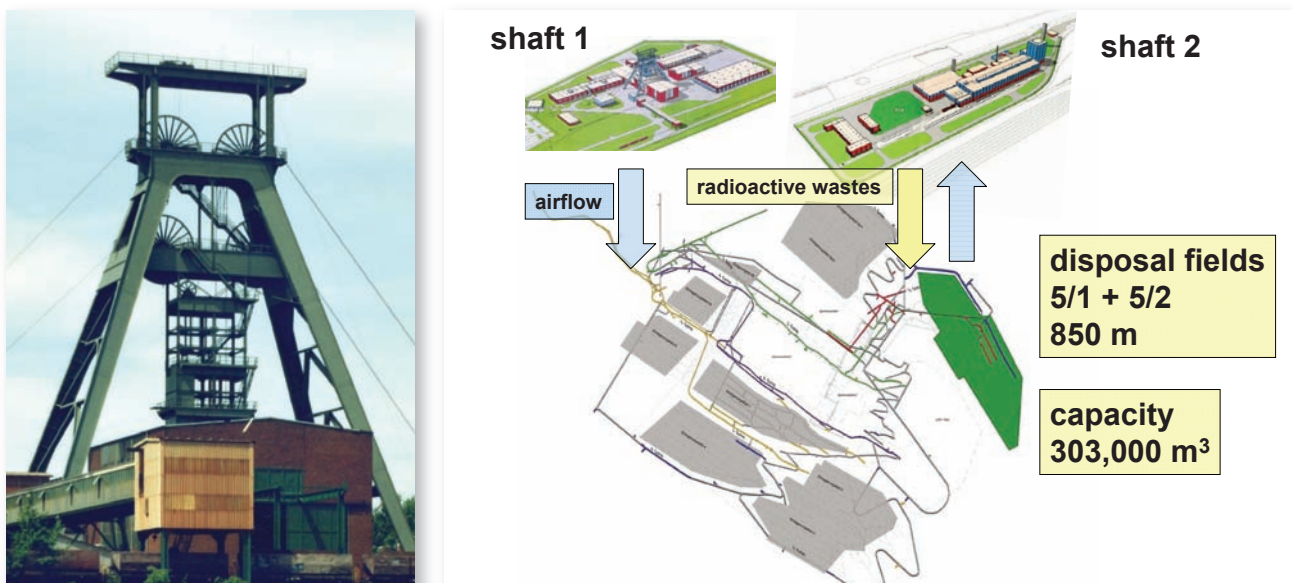 shaft 1
shaft 2
airflow
radioactive wastes
disposal fields
5/1 + 5/2
850 m
capacity
303,000 m³